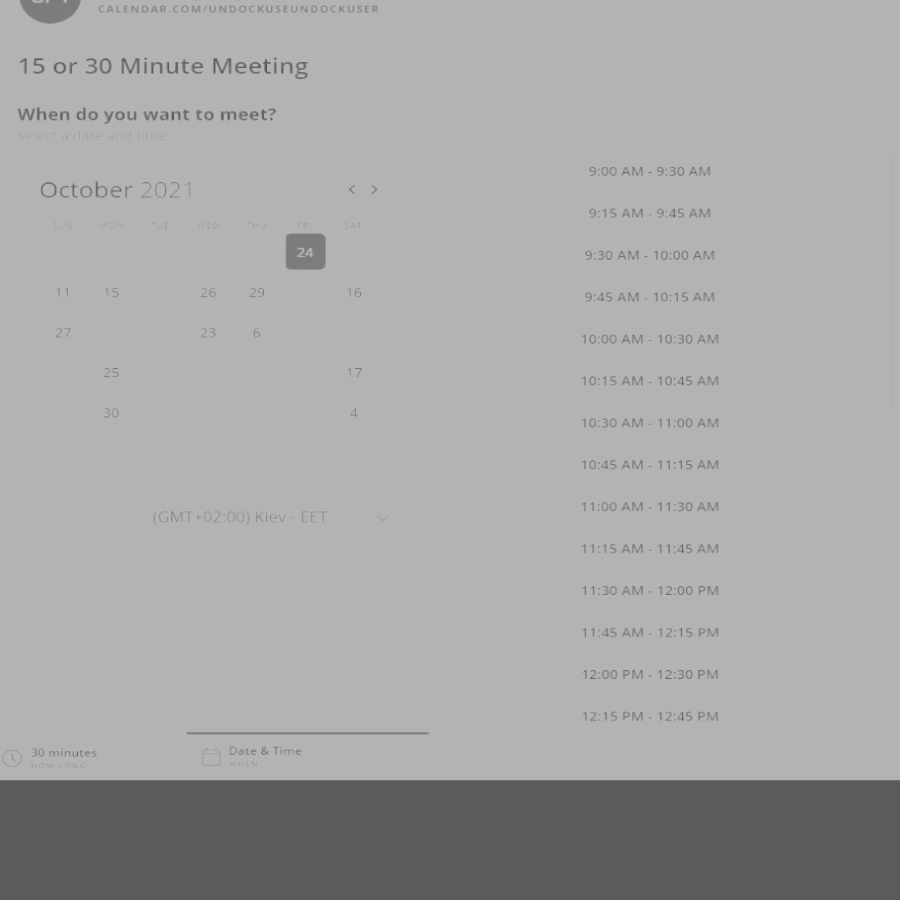 CALENDAR.COM/UNDOCKUSEUNDOCKUSER
15 or 30 Minute Meeting
When do you want to meet?
Select a date and time
October 2021 < >
SUN MON TUE WED THU FRI SAT
24
11 15 26 29 16
27 23 6
25 17
30 4
(GMT+02:00) Kiev - EET
9:00 AM - 9:30 AM
9:15 AM - 9:45 AM
9:30 AM - 10:00 AM
9:45 AM - 10:15 AM
10:00 AM - 10:30 AM
10:15 AM - 10:45 AM
10:30 AM - 11:00 AM
10:45 AM - 11:15 AM
11:00 AM - 11:30 AM
11:15 AM - 11:45 AM
11:30 AM - 12:00 PM
11:45 AM - 12:15 PM
12:00 PM - 12:30 PM
12:15 PM - 12:45 PM
30 minutes
HOW LONG
Date & Time
WHEN